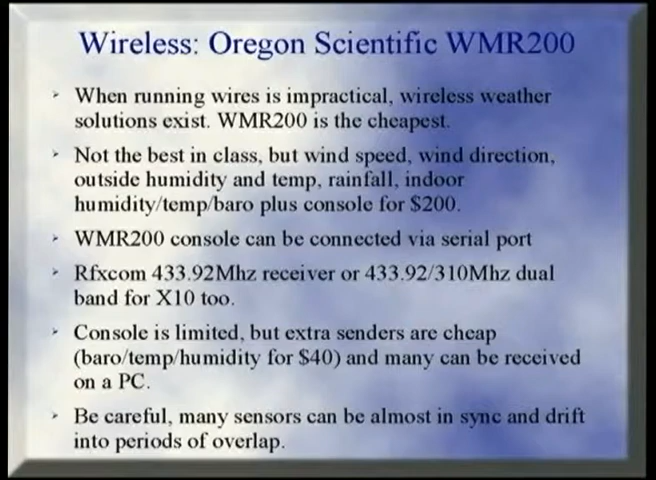 Wireless: Oregon Scientific WMR200
When running wires is impractical, wireless weather
solutions exist. WMR200 is the cheapest.
Not the best in class, but wind speed, wind direction,
outside humidity and temp, rainfall, indoor
humidity/temp/baro plus console for $200.
WMR200 console can be connected via serial port
Rfxcom 433.92Mhz receiver or 433.92/310Mhz dual
band for X10 too.
Console is limited, but extra senders are cheap
(baro/temp/humidity for $40) and many can be received
on a PC.
Be careful, many sensors can be almost in sync and drift
into periods of overlap.